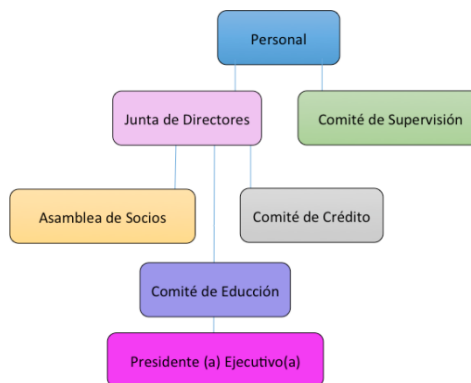 Personal
Junta de Directores
Comité de Supervisión
Asamblea de Socios
Comité de Crédito
Comité de Educción
Presidente (a) Ejecutivo(a)